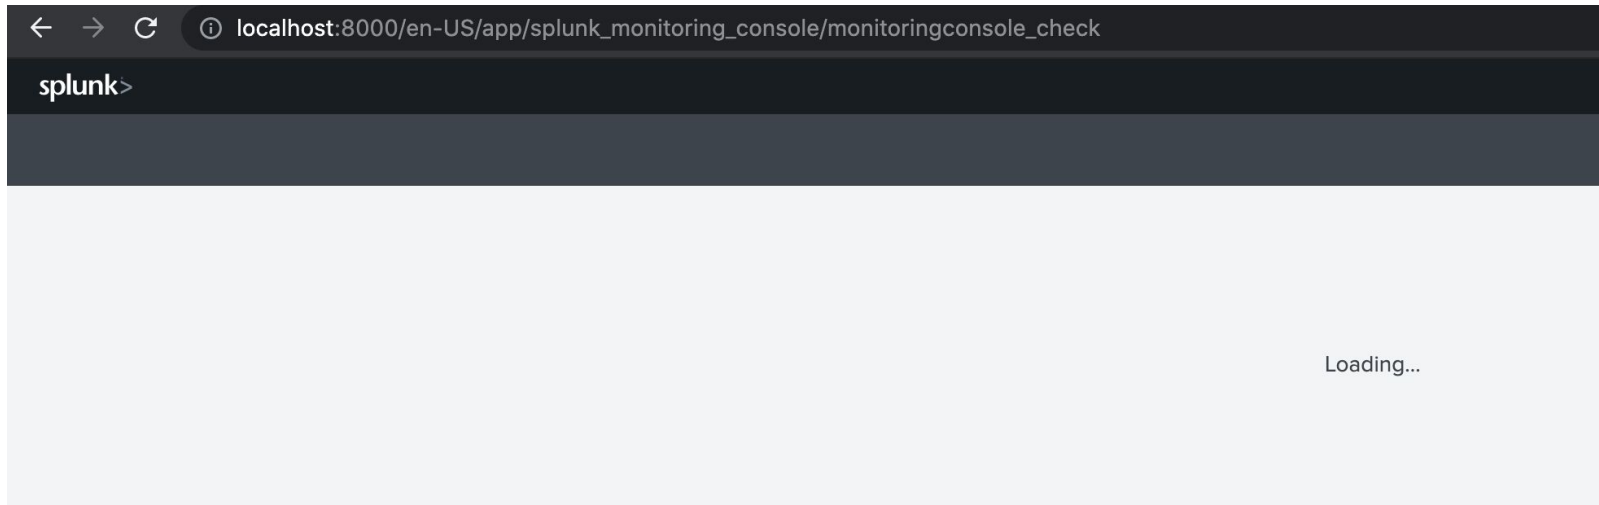 localhost:8000/en-US/app/splunk_monitoring_console/monitoringconsole_check
splunk>
Loading...